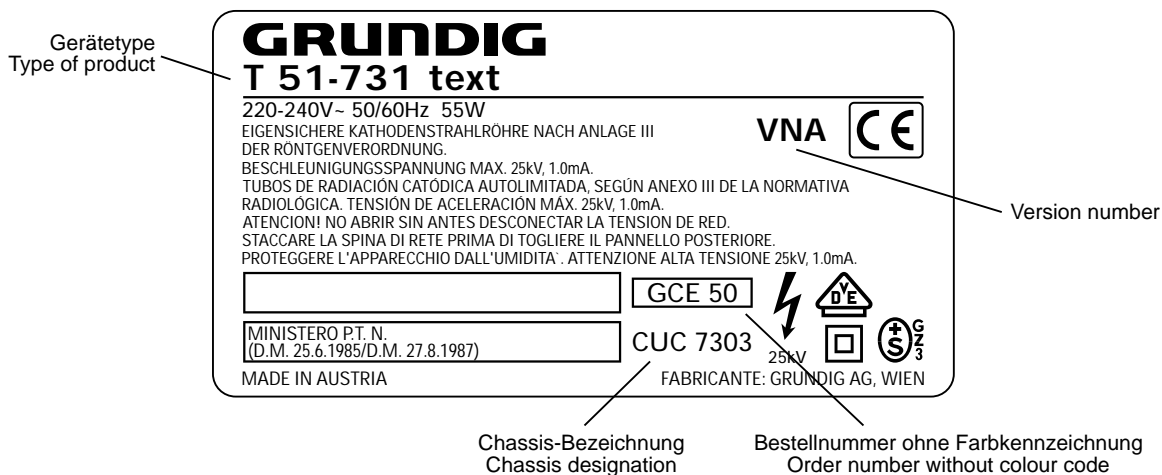 Gerätetype
Type of product
GRUNDIG
T 51-731 text
220-240V~ 50/60Hz 55W
EIGENSICHERE KATHODENSTRAHLRÖHRE NACH ANLAGE III
DER RÖNTGENVERORDNUNG.
BESCHLEUNIGUNGSSPANNUNG MAX. 25kV, 1.0mA.
VNA
CE
TUBOS DE RADIACIÓN CATÓDICA AUTOLIMITADA, SEGÚN ANEXO III DE LA NORMATIVA
RADIOLÓGICA. TENSIÓN DE ACELERACIÓN MÁX. 25kV, 1.0mA.
ATENCION! NO ABRIR SIN ANTES DESCONECTAR LA TENSION DE RED.
STACCARE LA SPINA DI RETE PRIMA DI TOGLIERE IL PANNELLO POSTERIORE.
PROTEGGERE L'APPARECCHIO DALL'UMIDITA`. ATTENZIONE ALTA TENSIONE 25kV, 1.0mA.
Version number
GCE 50
DVE
MINISTERO P.T. N.
(D.M. 25.6.1985/D.M. 27.8.1987)
CUC 7303
25kV
+S
GZ3
MADE IN AUSTRIA
FABRICANTE: GRUNDIG AG, WIEN
Chassis-Bezeichnung
Chassis designation
Bestellnummer ohne Farbkennzeichnung
Order number without colour code